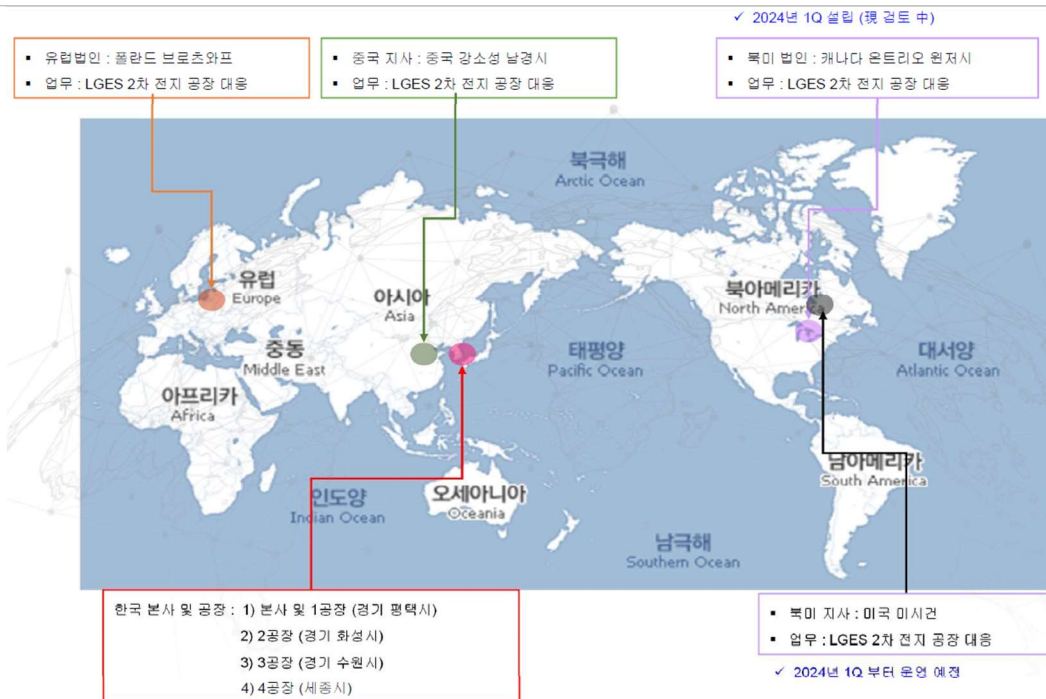 ✓ 2024년 1Q 설립 (現 검토 中)
▪ 유럽법인 : 폴란드 브로츠와프
▪ 업무 : LGES 2차 전지 공장 대응
▪ 중국 지사 : 중국 강소성 남경시
▪ 업무 : LGES 2차 전지 공장 대응
▪ 북미 법인 : 캐나다 온트리오 윈저시
▪ 업무 : LGES 2차 전지 공장 대응
북극해
Arctic Ocean
유럽
Europe
아시아
Asia
북아메리카
North America
중동
Middle East
태평양
Pacific Ocean
대서양
Atlantic Ocean
아프리카
Africa
남아메리카
South America
인도양
Indian Ocean
오세아니아
Oceania
남극해
Southern Ocean
한국 본사 및 공장 : 1) 본사 및 1공장 (경기 평택시)
2) 2공장 (경기 화성시)
3) 3공장 (경기 수원시)
4) 4공장 (세종시)
▪ 북미 지사 : 미국 미시건
▪ 업무 : LGES 2차 전지 공장 대응
✓ 2024년 1Q 부터 운영 예정